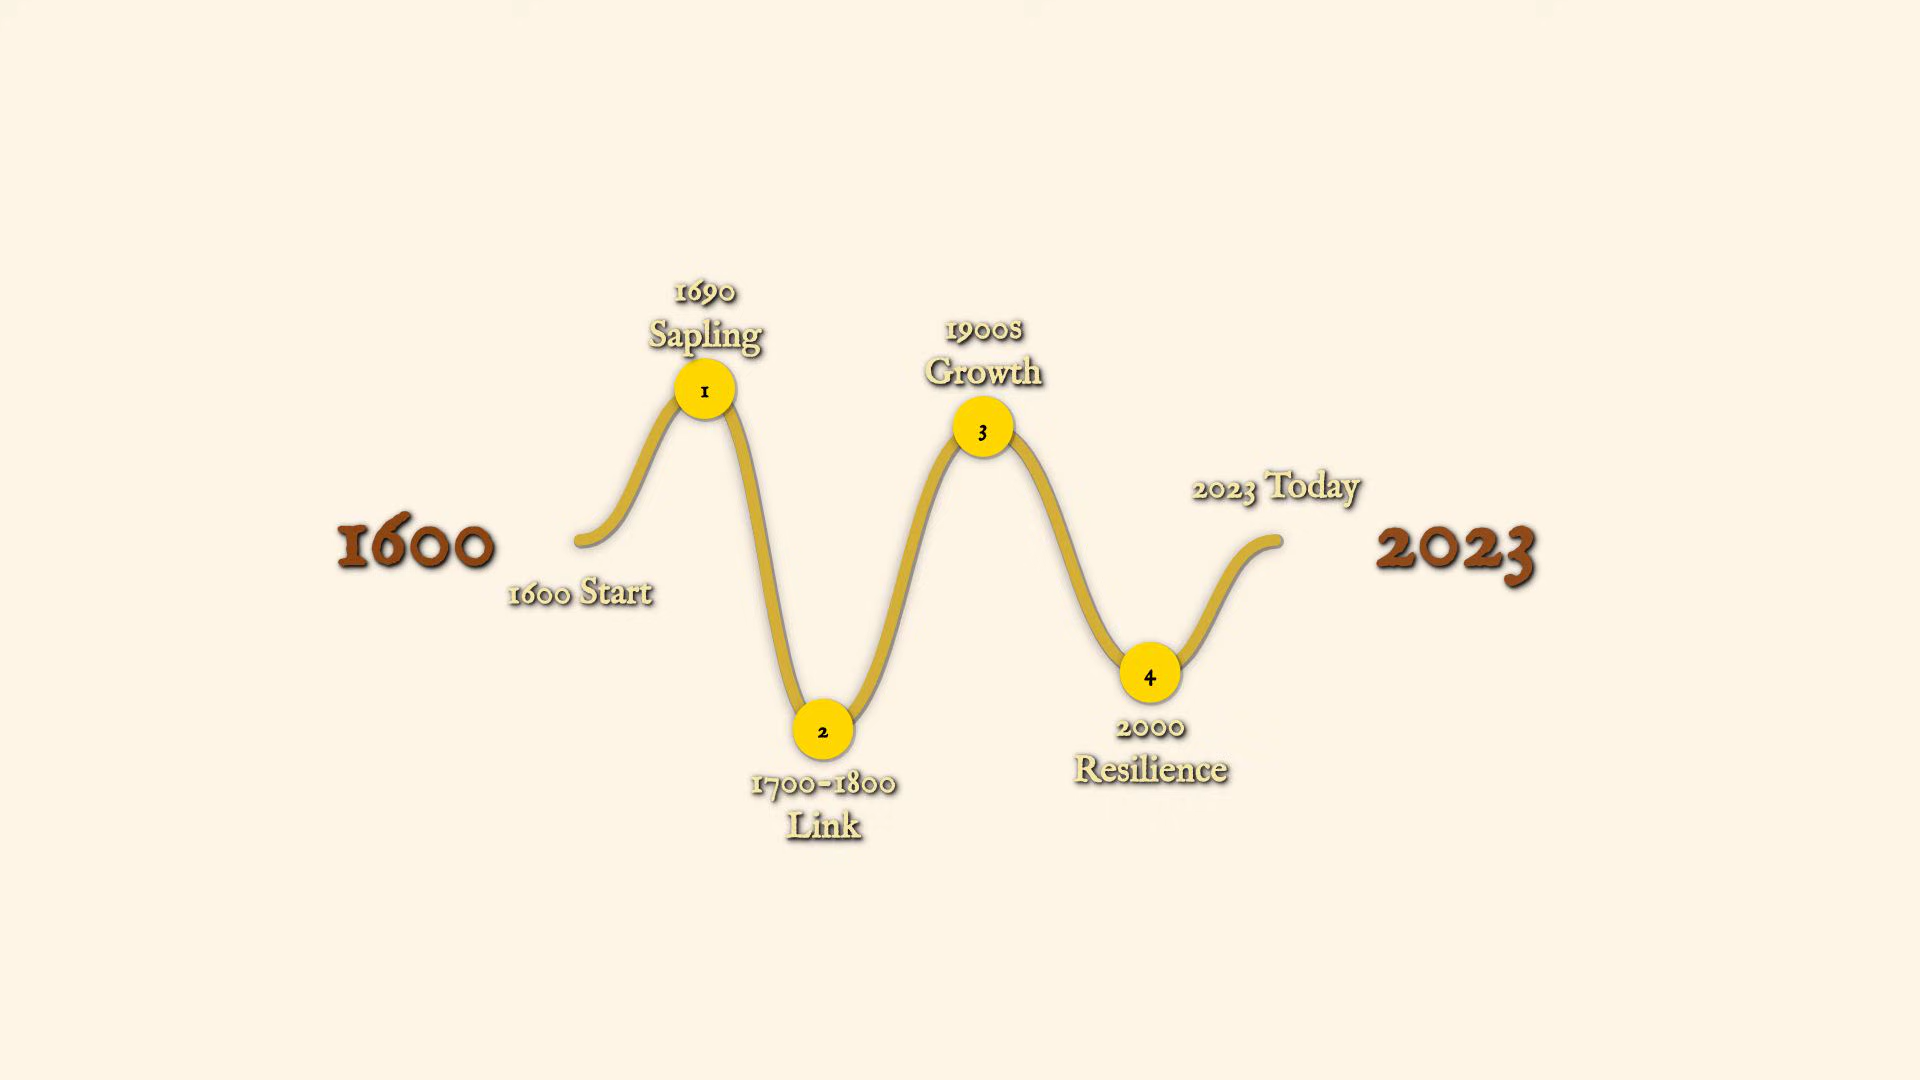 1600
1600 Start
1690
Sapling
1
2
1700-1800
Link
1900s
Growth
3
4
2000
Resilience
2023 Today
2023